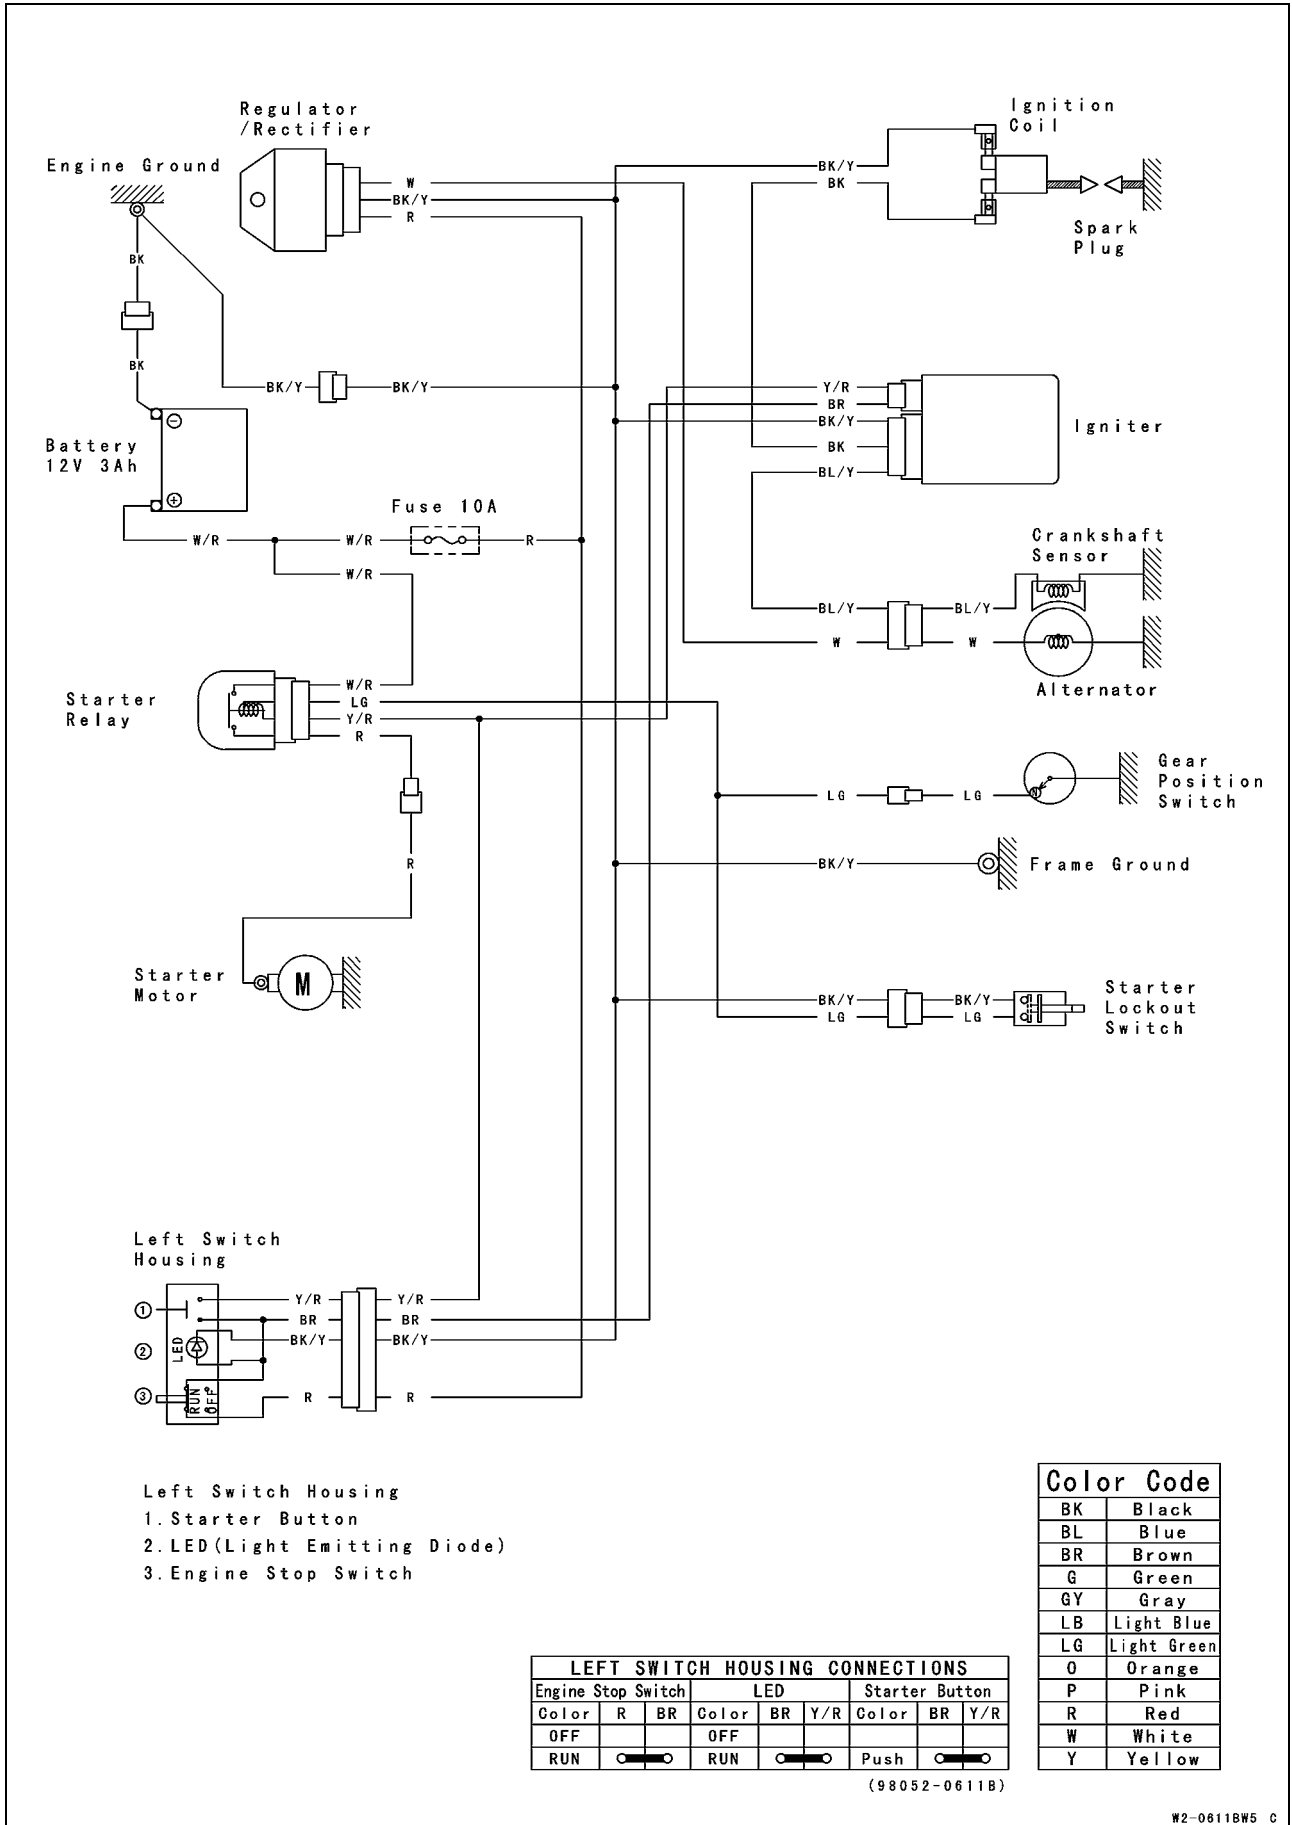 Regulator
/Rectifier
Ignition
Coil
Engine Ground
W
BK/Y
R
BK/Y
BK
Spark
Plug
BK
BK
BK/Y
BK/Y
Y/R
BR
BK/Y
BK
BL/Y
Igniter
Battery
12V 3Ah
Fuse 10A
W/R
W/R
R
W/R
Crankshaft
Sensor
BL/Y
BL/Y
W
W
Alternator
Starter
Relay
W/R
LG
Y/R
R
Gear
Position
Switch
LG
LG
N
R
BK/Y
Frame Ground
Starter
Motor
M
BK/Y
BK/Y
LG
LG
Starter
Lockout
Switch
Left Switch
Housing
① Y/R Y/R
BR BR
② LED BK/Y BK/Y
③ RUN OFF R R
Left Switch Housing
1.Starter Button
2.LED(Light Emitting Diode)
3.Engine Stop Switch
Color Code
BK Black
BL Blue
BR Brown
G Green
GY Gray
LB Light Blue
LG Light Green
O Orange
P Pink
R Red
W White
Y Yellow
LEFT SWITCH HOUSING CONNECTIONS
Engine Stop Switch LED Starter Button
Color R BR Color BR Y/R Color BR Y/R
OFF OFF
RUN RUN Push
(98052-0611B)
W2-0611BW5 C